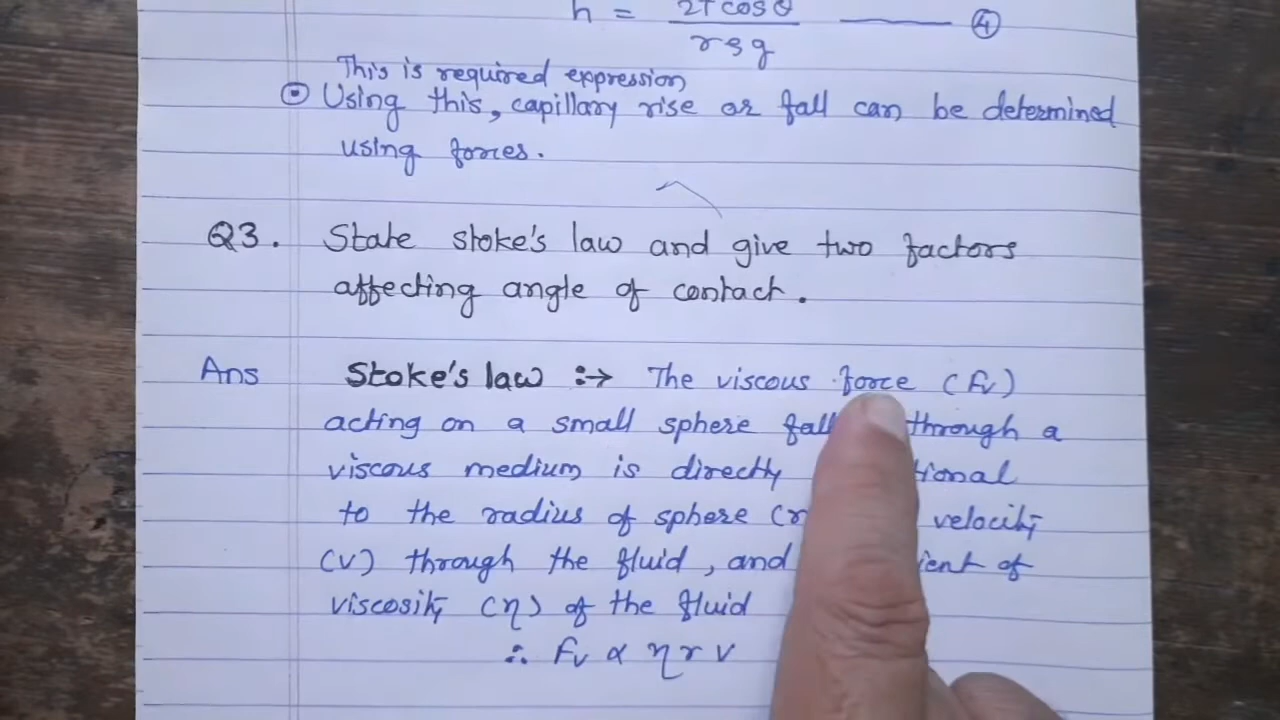 h = 2T cosθ / rρg —— ④
This is required expression
⊙ Using this, capillary rise or fall can be determined
using forces.
Q3. State stoke's law and give two factors
affecting angle of contact.
Ans Stoke's law :→ The viscous force (Fv)
acting on a small sphere through a
viscous medium is directly
to the radius of sphere (r velocity
(v) through the fluid, and of
viscosity (η) of the fluid
∴ Fv ∝ η r v